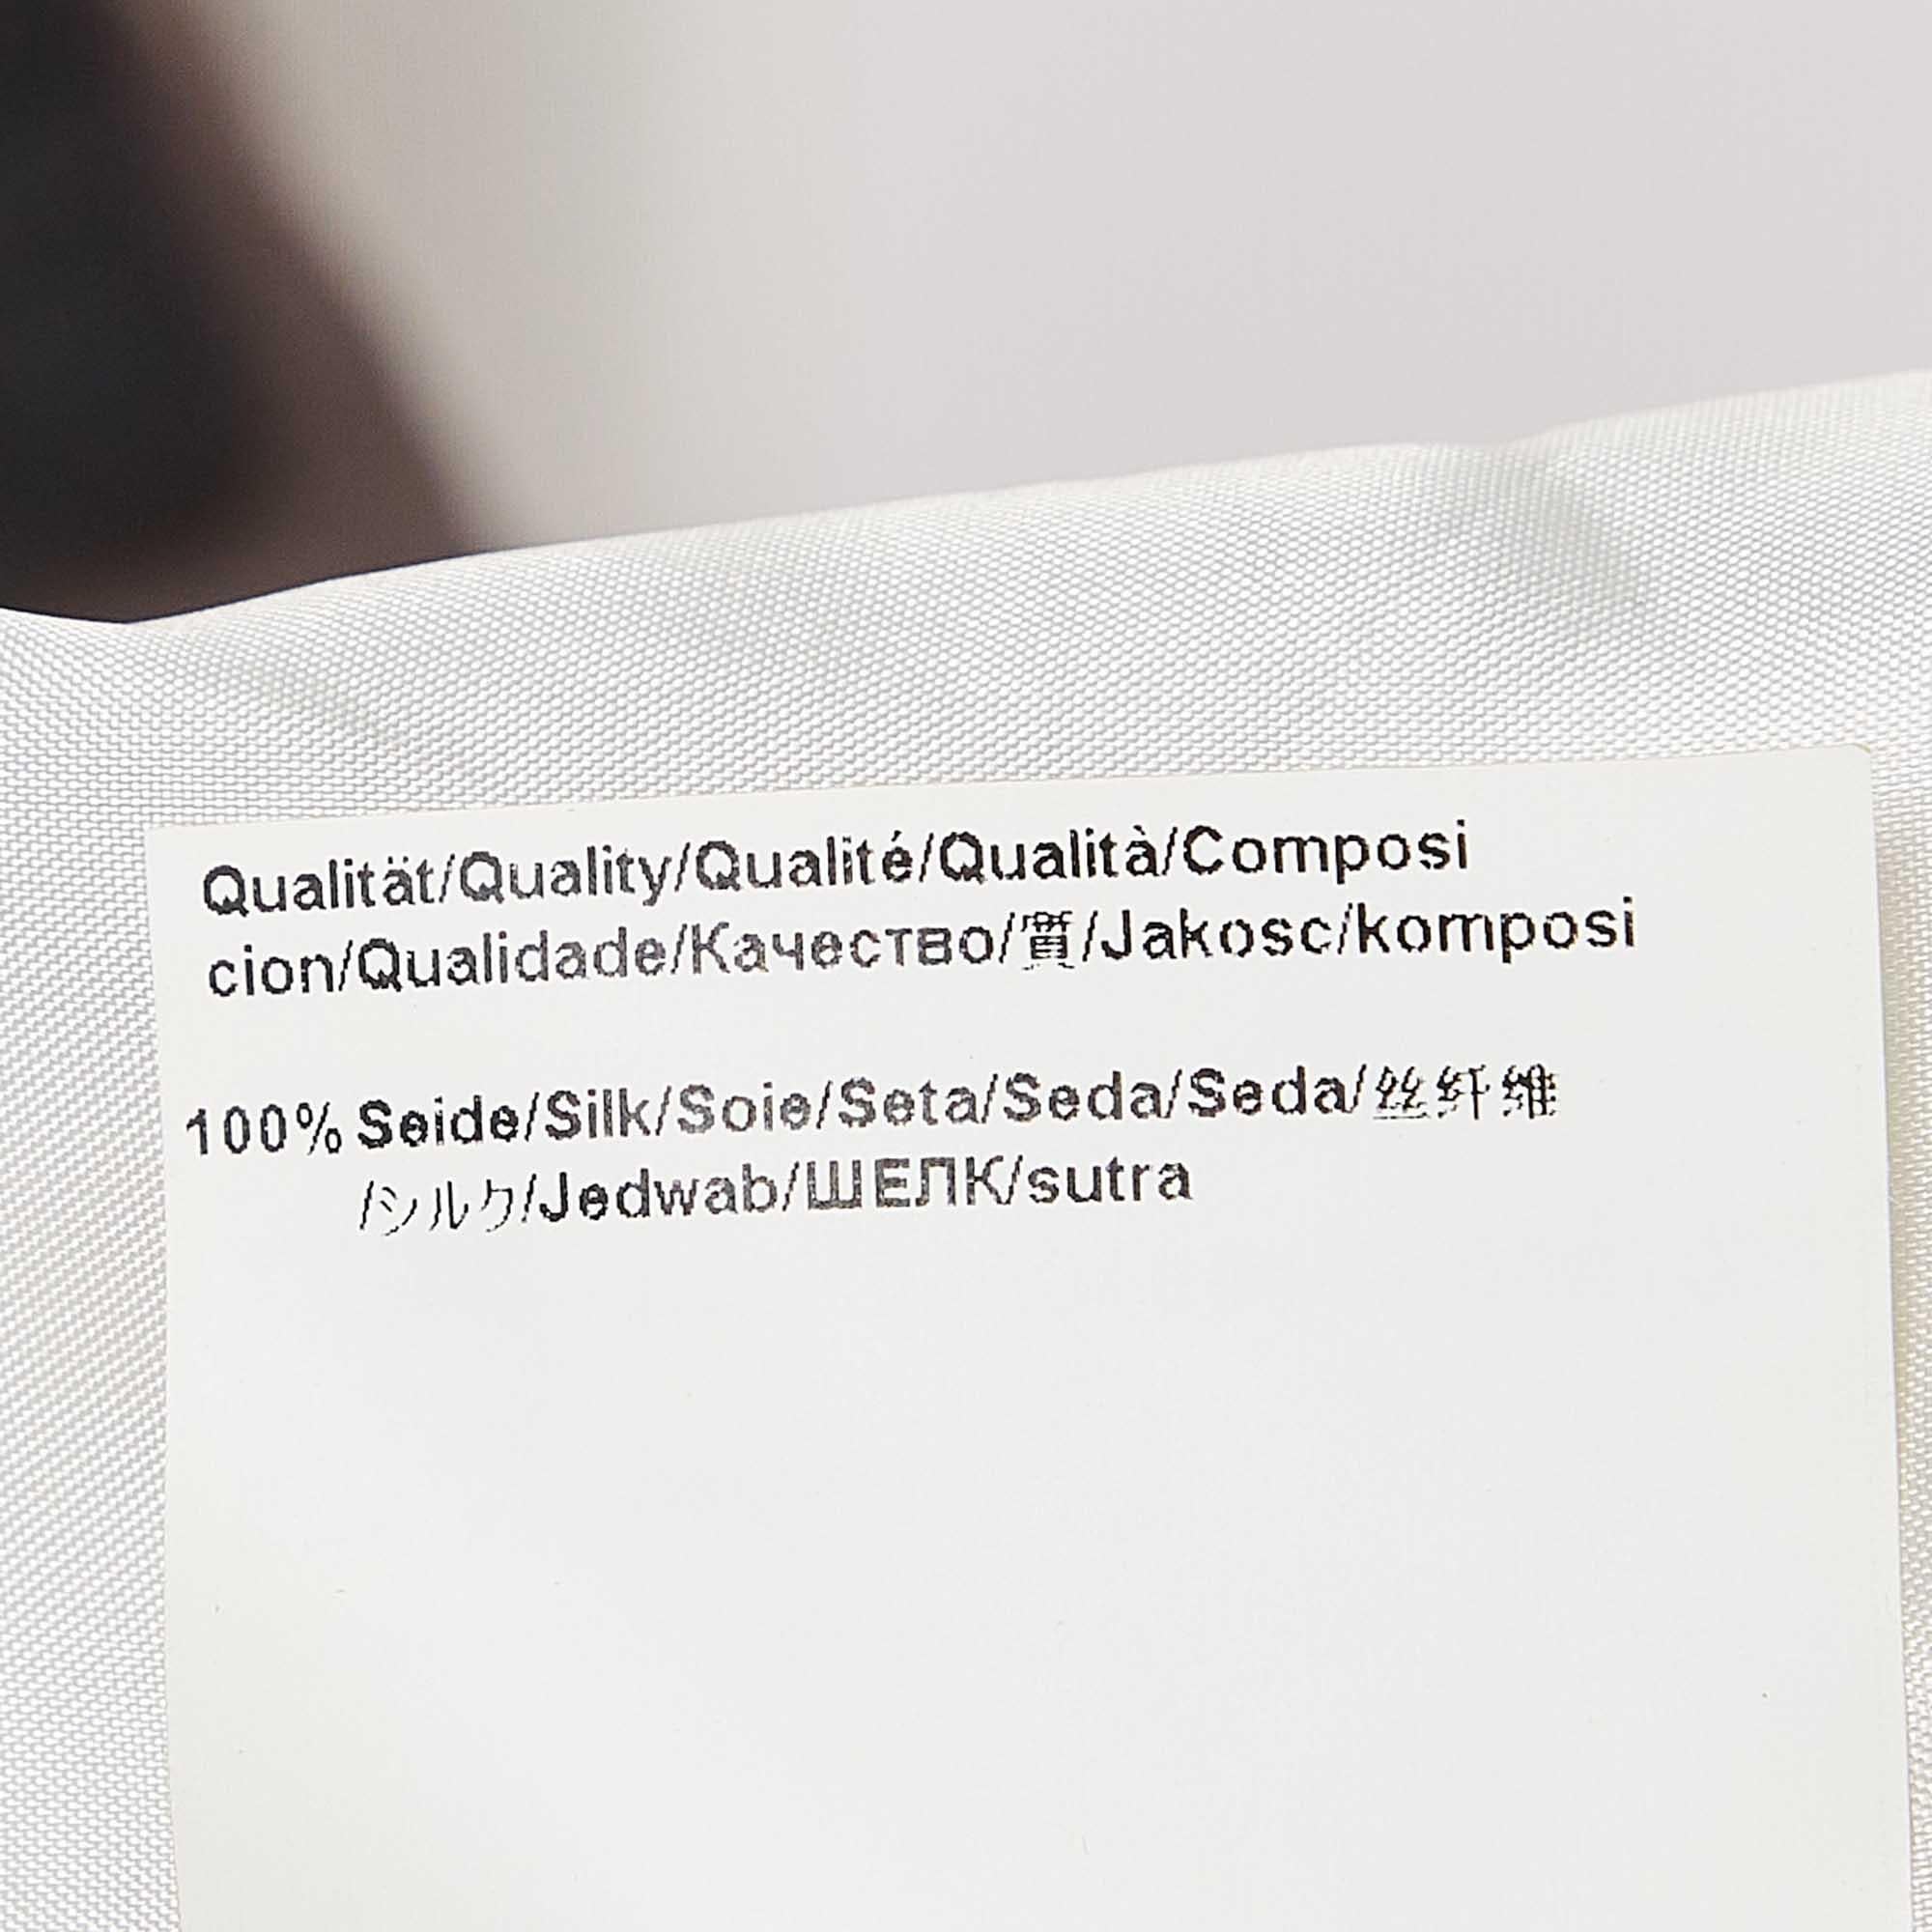 Qualität/Quality/Qualité/Qualità/Composi
cion/Qualidade/Качество/質/Jakosc/komposi
100% Seide/Silk/Soie/Seta/Seda/Seda/丝纤维
/シルク/Jedwab/ШЕЛК/sutra